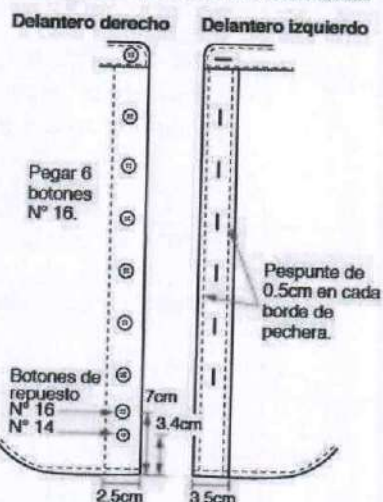 Delantero derecho
Delantero izquierdo
Pegar 6
botones
Nº 16.
Pespunte de
0.5cm en cada
borde de
pechera.
Botones de
repuesto
Nº 16
Nº 14
7cm
3.4cm
2.5cm
3.5cm